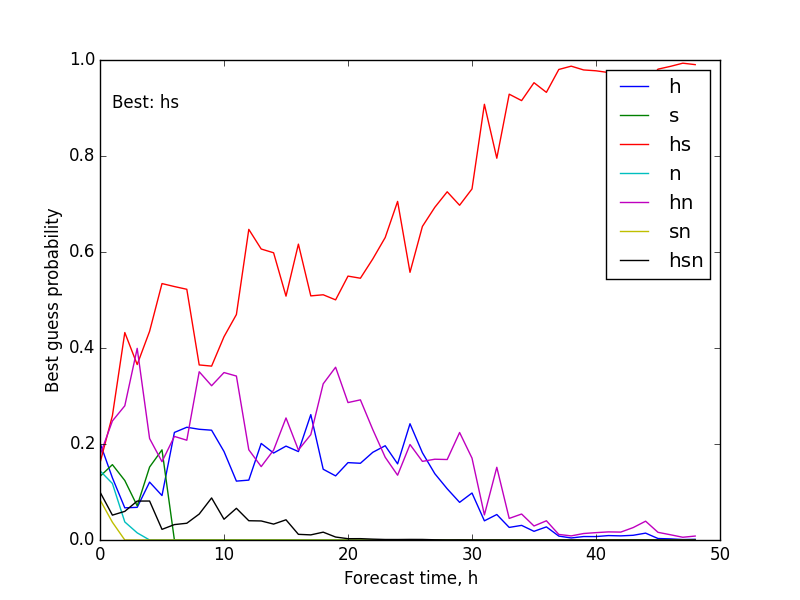 1.0
0.8
0.6
0.4
0.2
0.0
0
10
20
30
40
50
Best guess probability
Forecast time, h
Best: hs
h
s
hs
n
hn
sn
hsn